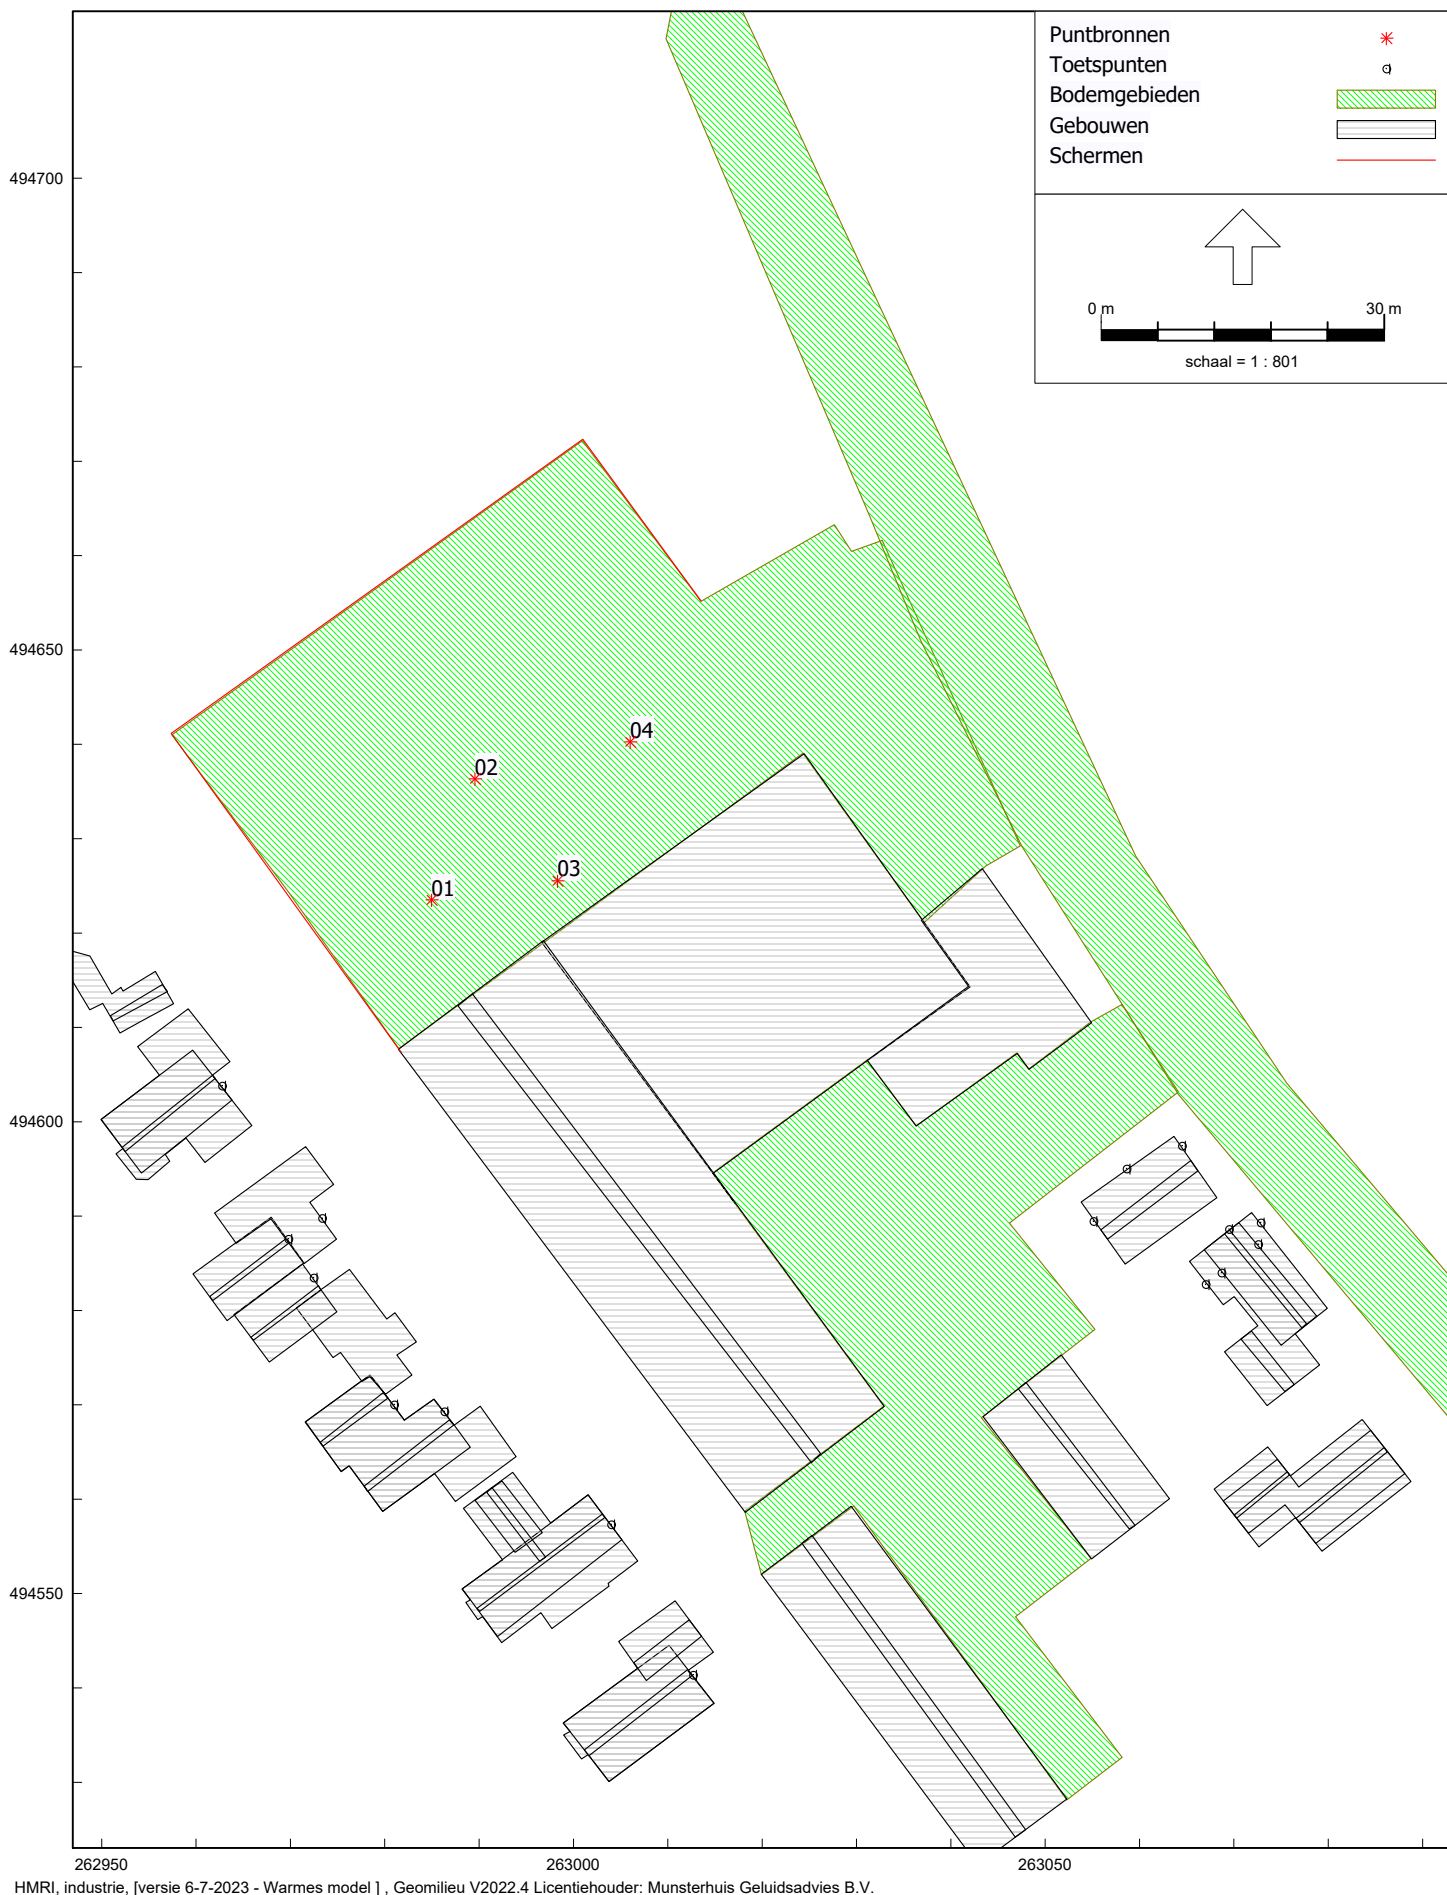 Puntbronnen
Toetspunten
Bodemgebieden
Gebouwen
Schermen
0 m 30 m
schaal = 1 : 801
494700
494650
494600
494550
04
02
03
01
262950 263000 263050
HMRI, industrie, [versie 6-7-2023 - Warmes model ] , Geomilieu V2022.4 Licentiehouder: Munsterhuis Geluidsadvies B.V.